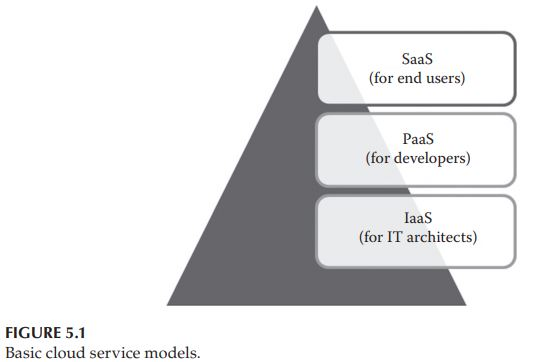 SaaS
(for end users)
PaaS
(for developers)
IaaS
(for IT architects)
FIGURE 5.1
Basic cloud service models.